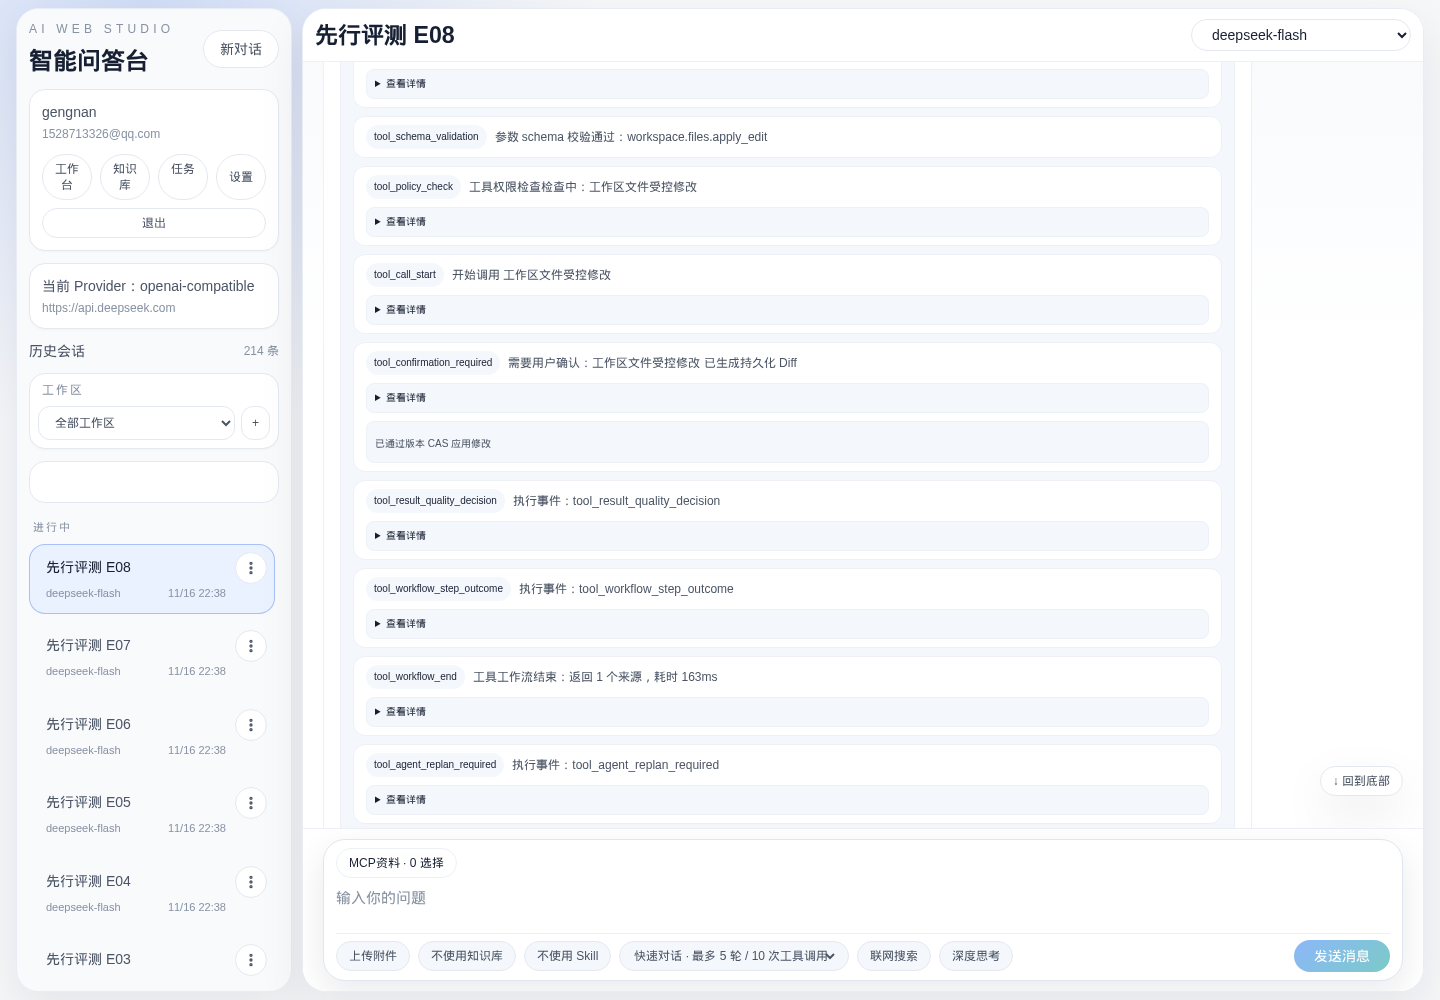 AI WEB STUDIO
智能问答台
新对话
gengnan
1528713326@qq.com
工作台
知识库
任务
设置
退出
当前 Provider：openai-compatible
https://api.deepseek.com
历史会话
214 条
工作区
全部工作区
+
进行中
先行评测 E08
deepseek-flash 11/16 22:38
先行评测 E07
deepseek-flash 11/16 22:38
先行评测 E06
deepseek-flash 11/16 22:38
先行评测 E05
deepseek-flash 11/16 22:38
先行评测 E04
deepseek-flash 11/16 22:38
先行评测 E03
先行评测 E08
deepseek-flash
▶ 查看详情
tool_schema_validation 参数 schema 校验通过：workspace.files.apply_edit
tool_policy_check 工具权限检查检查中：工作区文件受控修改
▶ 查看详情
tool_call_start 开始调用 工作区文件受控修改
▶ 查看详情
tool_confirmation_required 需要用户确认：工作区文件受控修改 已生成持久化 Diff
▶ 查看详情
已通过版本 CAS 应用修改
tool_result_quality_decision 执行事件：tool_result_quality_decision
▶ 查看详情
tool_workflow_step_outcome 执行事件：tool_workflow_step_outcome
▶ 查看详情
tool_workflow_end 工具工作流结束：返回 1 个来源，耗时 163ms
▶ 查看详情
tool_agent_replan_required 执行事件：tool_agent_replan_required
▶ 查看详情
↓ 回到底部
MCP资料 · 0 选择
输入你的问题
上传附件
不使用知识库
不使用 Skill
快速对话 · 最多 5 轮 / 10 次工具调用
联网搜索
深度思考
发送消息